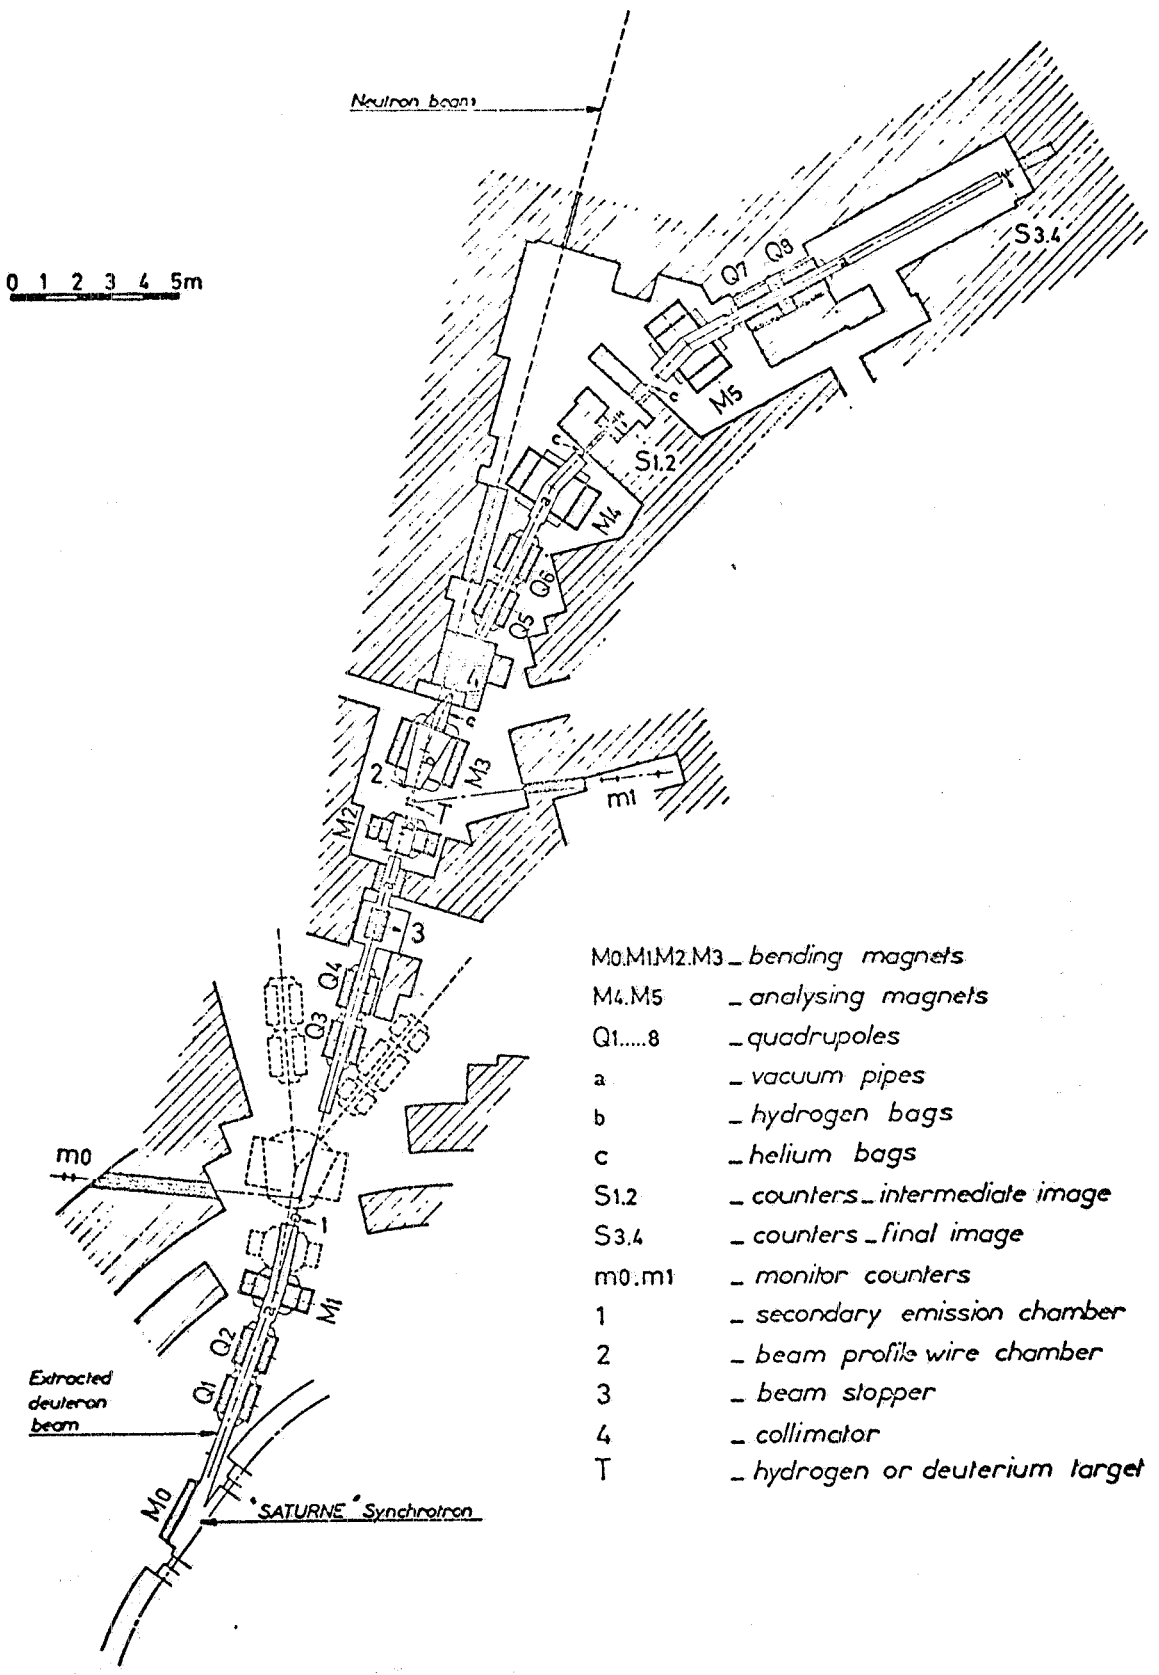 Neutron beam
S3.4
Q8
Q7
a
0 1 2 3 4 5m
M5
c
S1.2
c
a
M4
Q6
Q5
4
c
b
M3
2
m1
T
M2
a
3
Q4
Q3
m0
1
M1
a
Q2
Q1
Extracted
deuteron
beam
M0
"SATURNE" Synchrotron
M0.M1.M2.M3 _ bending magnets
M4.M5 _ analysing magnets
Q1.....8 _ quadrupoles
a _ vacuum pipes
b _ hydrogen bags
c _ helium bags
S1.2 _ counters _ intermediate image
S3.4 _ counters _ final image
m0.m1 _ monitor counters
1 _ secondary emission chamber
2 _ beam profile wire chamber
3 _ beam stopper
4 _ collimator
T _ hydrogen or deuterium target